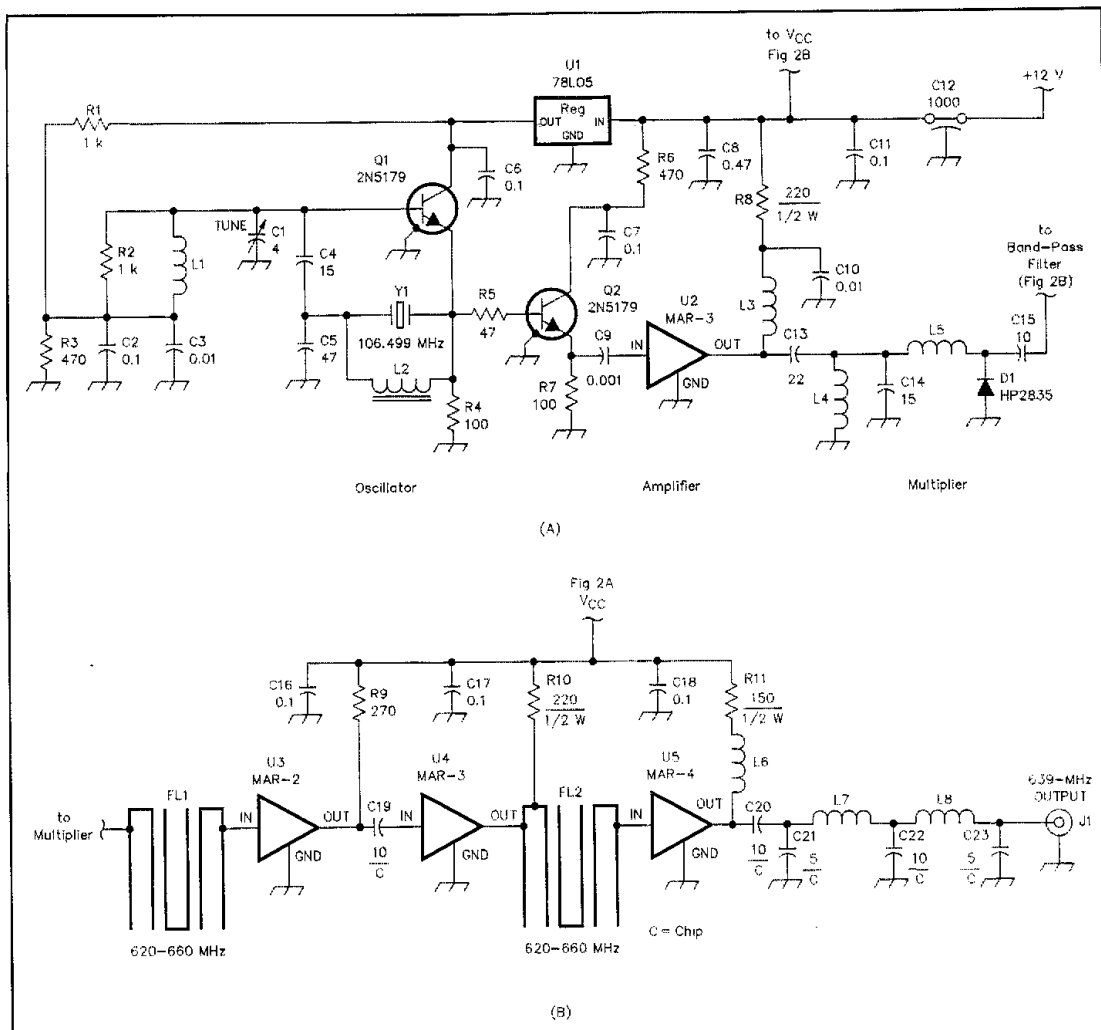 to VCC
Fig 2B
U1
78L05
Reg
OUT
IN
GND
C12
1000
+12 V
R1
1 k
Q1
2N5179
C6
0.1
R6
470
C8
0.47
C11
0.1
R8
220
1/2 W
TUNE
C1
4
R2
1 k
L1
C4
15
C7
0.1
Q2
2N5179
C10
0.01
L3
to
Band-Pass
Filter
(Fig 2B)
Y1
106.499 MHz
R5
47
U2
MAR-3
C9
0.001
IN
OUT
GND
C13
22
L5
C15
10
R3
470
C2
0.1
C3
0.01
C5
47
L2
R4
100
R7
100
L4
C14
15
D1
HP2835
Oscillator
Amplifier
Multiplier
(A)
Fig 2A
VCC
C16
0.1
R9
270
C17
0.1
R10
220
1/2 W
C18
0.1
R11
150
1/2 W
L6
to
Multiplier
FL1
U3
MAR-2
IN
OUT
GND
C19
10
C
U4
MAR-3
IN
OUT
GND
FL2
U5
MAR-4
IN
OUT
GND
C20
10
C
C21
5
C
L7
C22
10
C
L8
C23
5
C
639-MHz
OUTPUT
J1
620-660 MHz
620-660 MHz
C = Chip
(B)